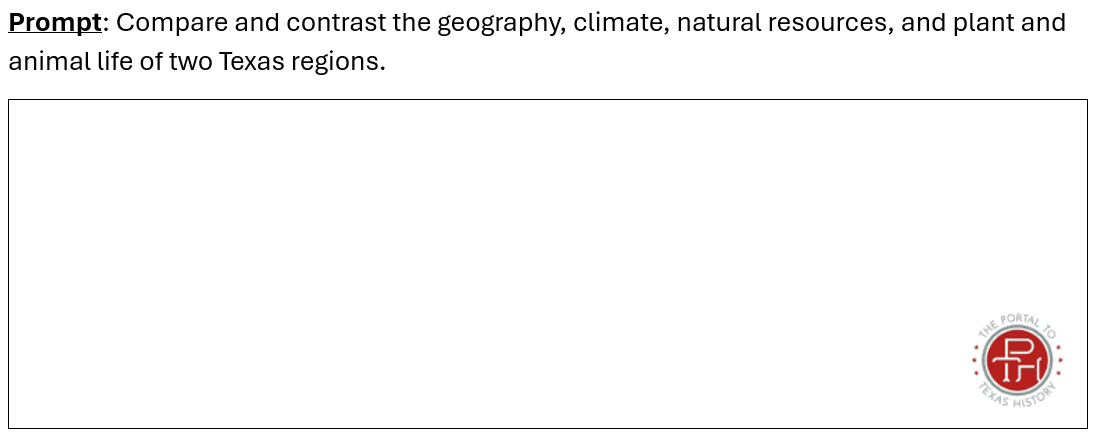 Prompt: Compare and contrast the geography, climate, natural resources, and plant and
animal life of two Texas regions.
THE PORTAL TO
PTH
TEXAS HISTORY